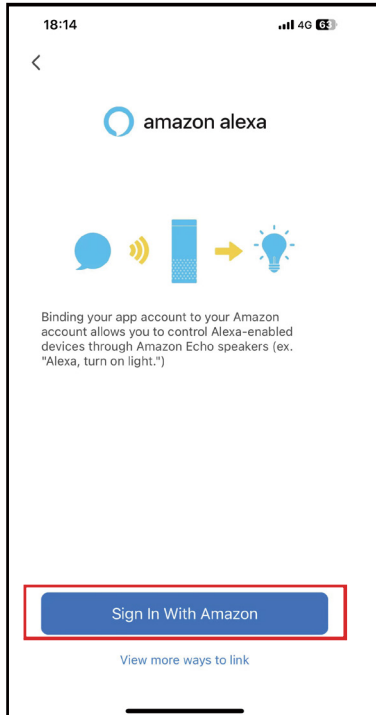 18:14
4G 63
amazon alexa
Binding your app account to your Amazon
account allows you to control Alexa-enabled
devices through Amazon Echo speakers (ex.
"Alexa, turn on light.")
Sign In With Amazon
View more ways to link